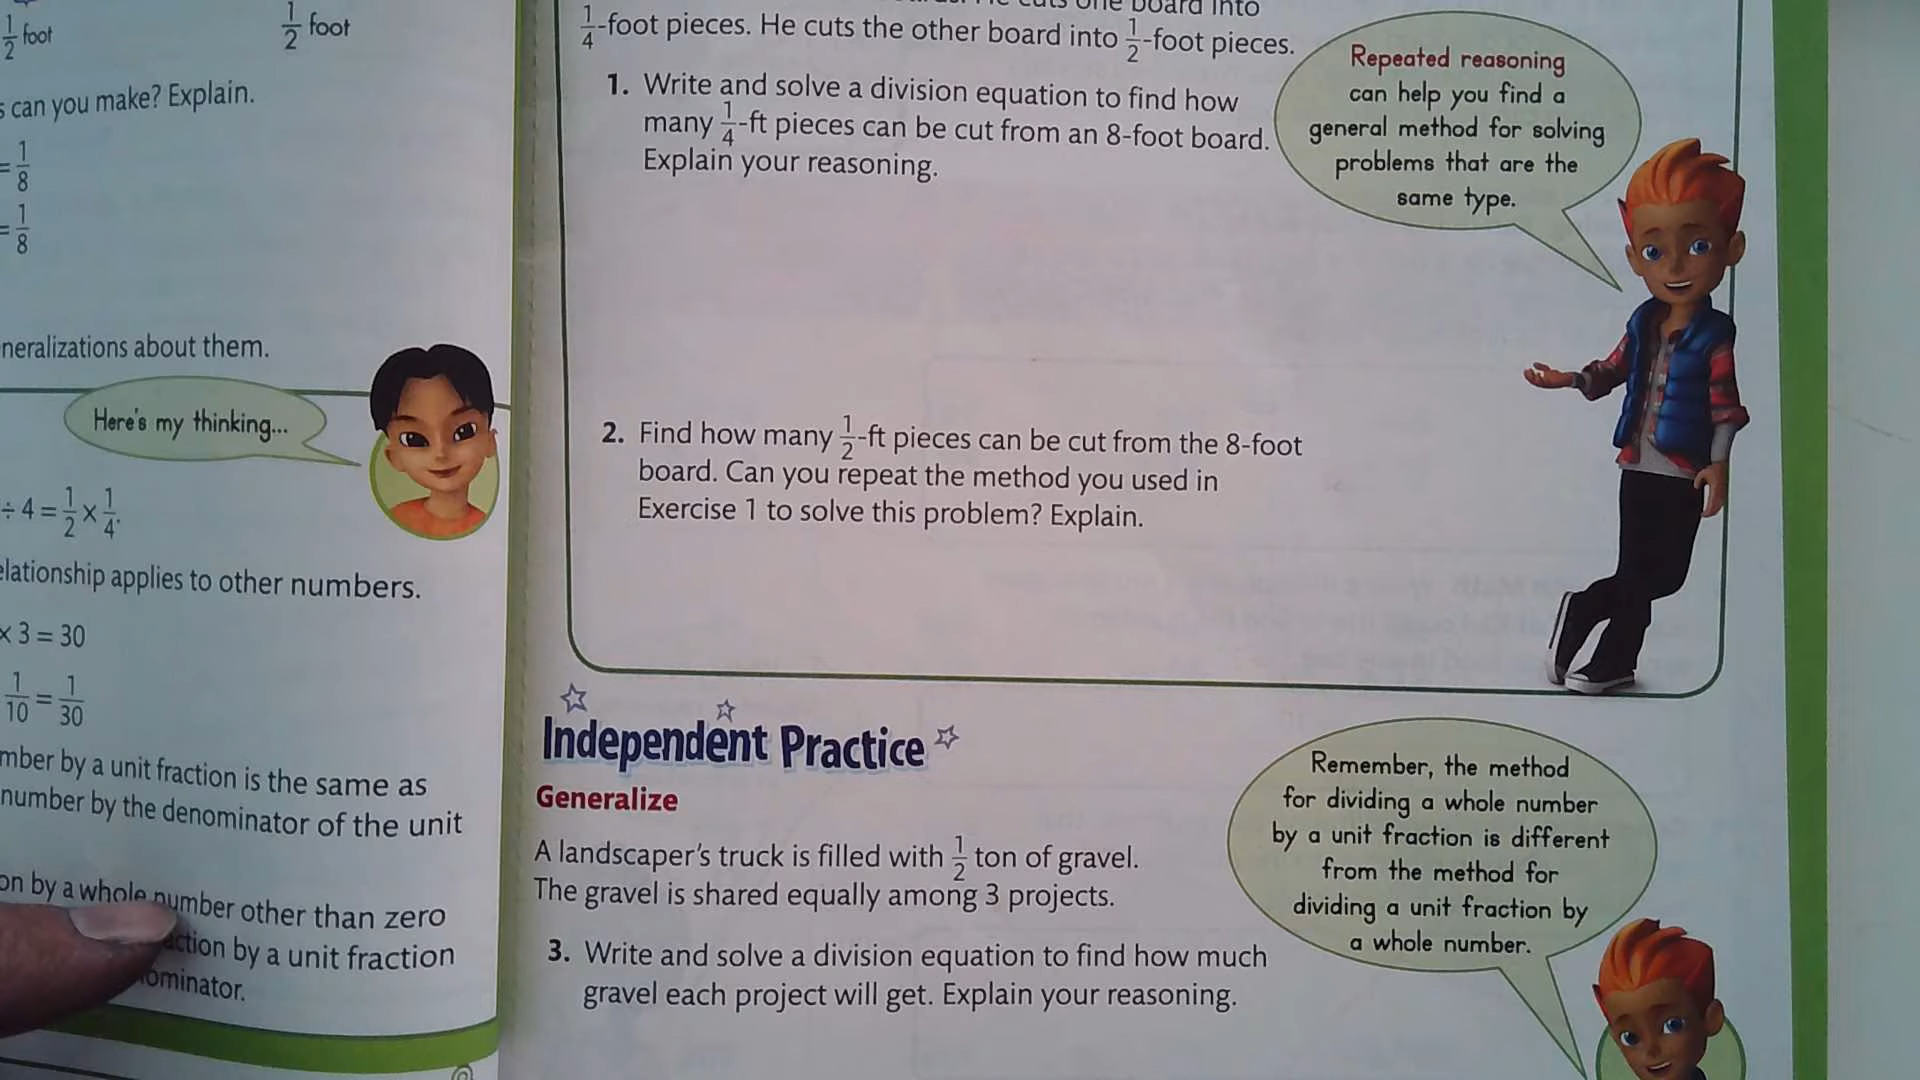 1/2 foot
1/2 foot
can you make? Explain.
= 1/8
= 1/8
neralizations about them.
Here's my thinking...
÷ 4 = 1/2 × 1/4.
elationship applies to other numbers.
× 3 = 30
1/10 = 1/30
mber by a unit fraction is the same as
number by the denominator of the unit
on by a whole number other than zero
action by a unit fraction
ominator.
one board into
1/4-foot pieces. He cuts the other board into 1/2-foot pieces.
1. Write and solve a division equation to find how
many 1/4-ft pieces can be cut from an 8-foot board.
Explain your reasoning.
Repeated reasoning
can help you find a
general method for solving
problems that are the
same type.
2. Find how many 1/2-ft pieces can be cut from the 8-foot
board. Can you repeat the method you used in
Exercise 1 to solve this problem? Explain.
Independent Practice
Generalize
A landscaper's truck is filled with 1/2 ton of gravel.
The gravel is shared equally among 3 projects.
3. Write and solve a division equation to find how much
gravel each project will get. Explain your reasoning.
Remember, the method
for dividing a whole number
by a unit fraction is different
from the method for
dividing a unit fraction by
a whole number.